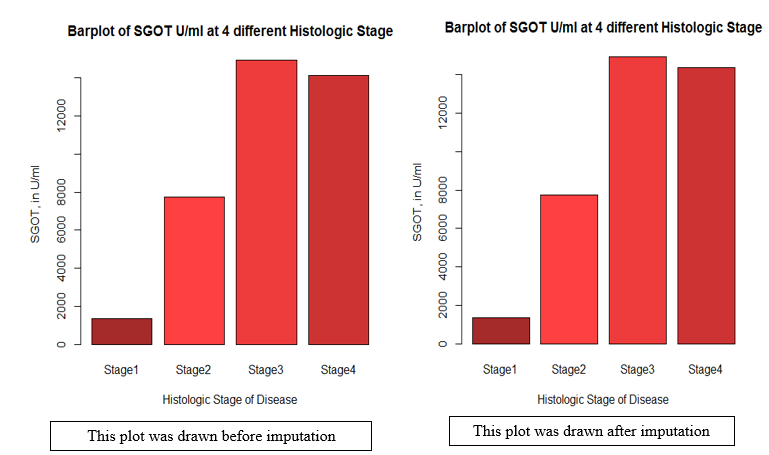 Barplot of SGOT U/ml at 4 different Histologic Stage
SGOT, in U/ml
12000
8000
6000
4000
2000
0
Stage1 Stage2 Stage3 Stage4
Histologic Stage of Disease
This plot was drawn before imputation
Barplot of SGOT U/ml at 4 different Histologic Stage
SGOT, in U/ml
12000
8000
6000
4000
2000
0
Stage1 Stage2 Stage3 Stage4
Histologic Stage of Disease
This plot was drawn after imputation